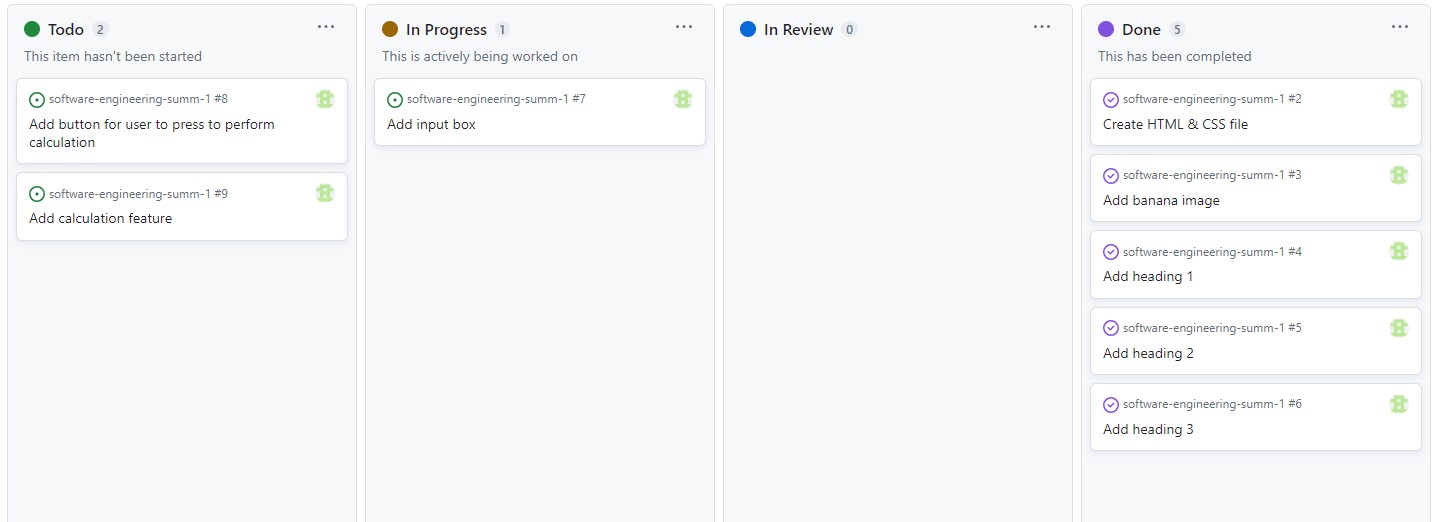 Todo 2
This item hasn't been started
software-engineering-summ-1 #8
Add button for user to press to perform
calculation
software-engineering-summ-1 #9
Add calculation feature
In Progress 1
This is actively being worked on
software-engineering-summ-1 #7
Add input box
In Review 0
Done 5
This has been completed
software-engineering-summ-1 #2
Create HTML & CSS file
software-engineering-summ-1 #3
Add banana image
software-engineering-summ-1 #4
Add heading 1
software-engineering-summ-1 #5
Add heading 2
software-engineering-summ-1 #6
Add heading 3